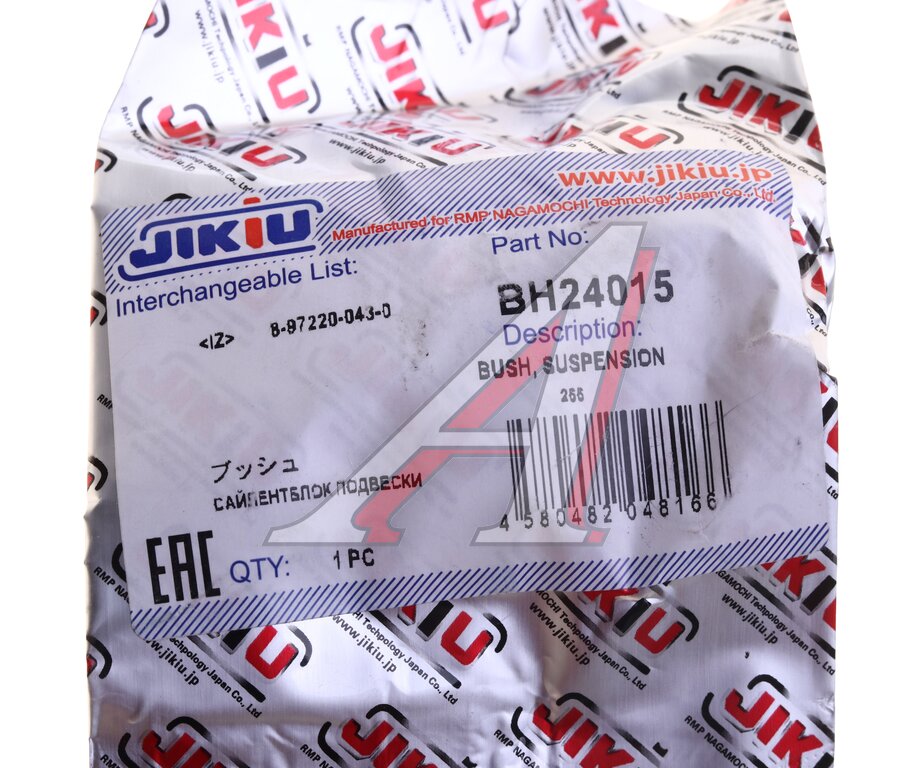 www.jikiu.jp
JIKIU
Manufactured for RMP NAGAMOCHI Technology Japan Co., Ltd.
Interchangeable List:
Part No:
<IZ> 8-97220-043-0
BH24015
Description:
BUSH, SUSPENSION
266
ブッシュ
САЙЛЕНТБЛОК ПОДВЕСКИ
4 580482 048166
EAC
QTY: 1 PC